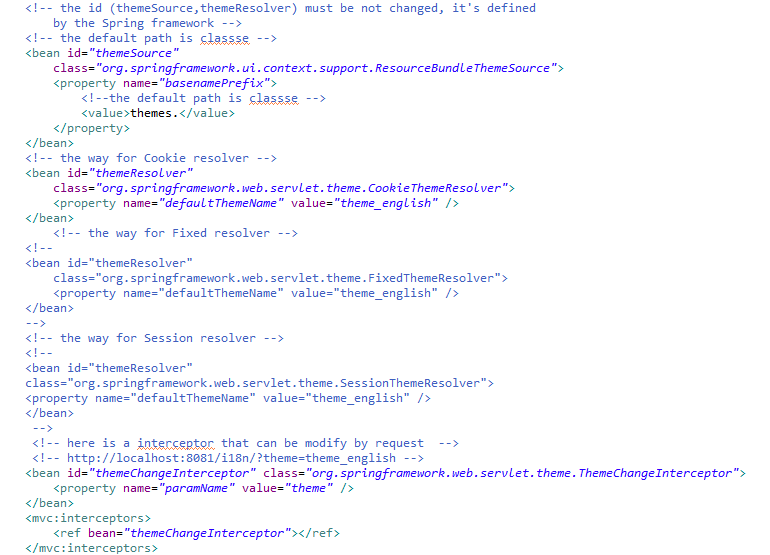 <!-- the id (themeSource,themeResolver) must be not changed, it's defined
by the Spring framework -->
<!-- the default path is classse -->
<bean id="themeSource"
class="org.springframework.ui.context.support.ResourceBundleThemeSource">
<property name="basenamePrefix">
<!--the default path is classse -->
<value>themes.</value>
</property>
</bean>
<!-- the way for Cookie resolver -->
<bean id="themeResolver"
class="org.springframework.web.servlet.theme.CookieThemeResolver">
<property name="defaultThemeName" value="theme_english" />
</bean>
<!-- the way for Fixed resolver -->
<!--
<bean id="themeResolver"
class="org.springframework.web.servlet.theme.FixedThemeResolver">
<property name="defaultThemeName" value="theme_english" />
</bean>
-->
<!-- the way for Session resolver -->
<!--
<bean id="themeResolver"
class="org.springframework.web.servlet.theme.SessionThemeResolver">
<property name="defaultThemeName" value="theme_english" />
</bean>
-->
<!-- here is a interceptor that can be modify by request  -->
<!-- http://localhost:8081/i18n/?theme=theme_english -->
<bean id="themeChangeInterceptor" class="org.springframework.web.servlet.theme.ThemeChangeInterceptor">
<property name="paramName" value="theme" />
</bean>
<mvc:interceptors>
<ref bean="themeChangeInterceptor"></ref>
</mvc:interceptors>